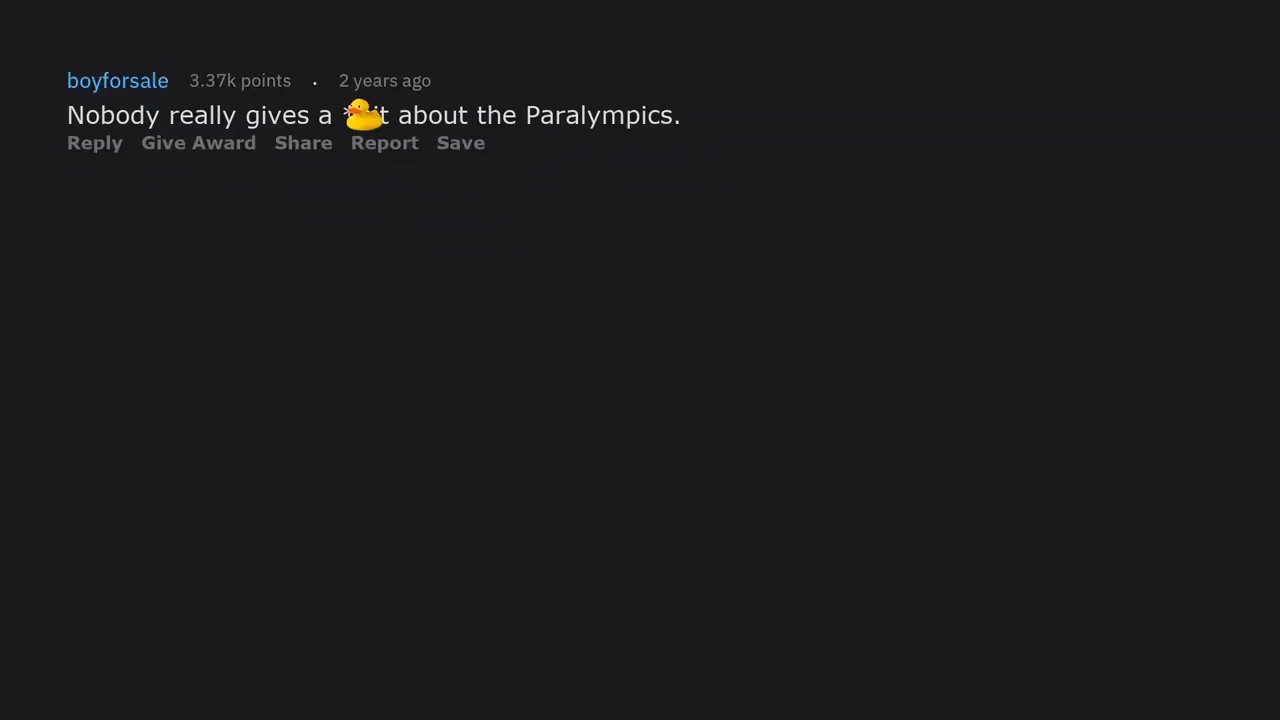 boyforsale 3.37k points . 2 years ago
Nobody really gives a t about the Paralympics.
Reply Give Award Share Report Save